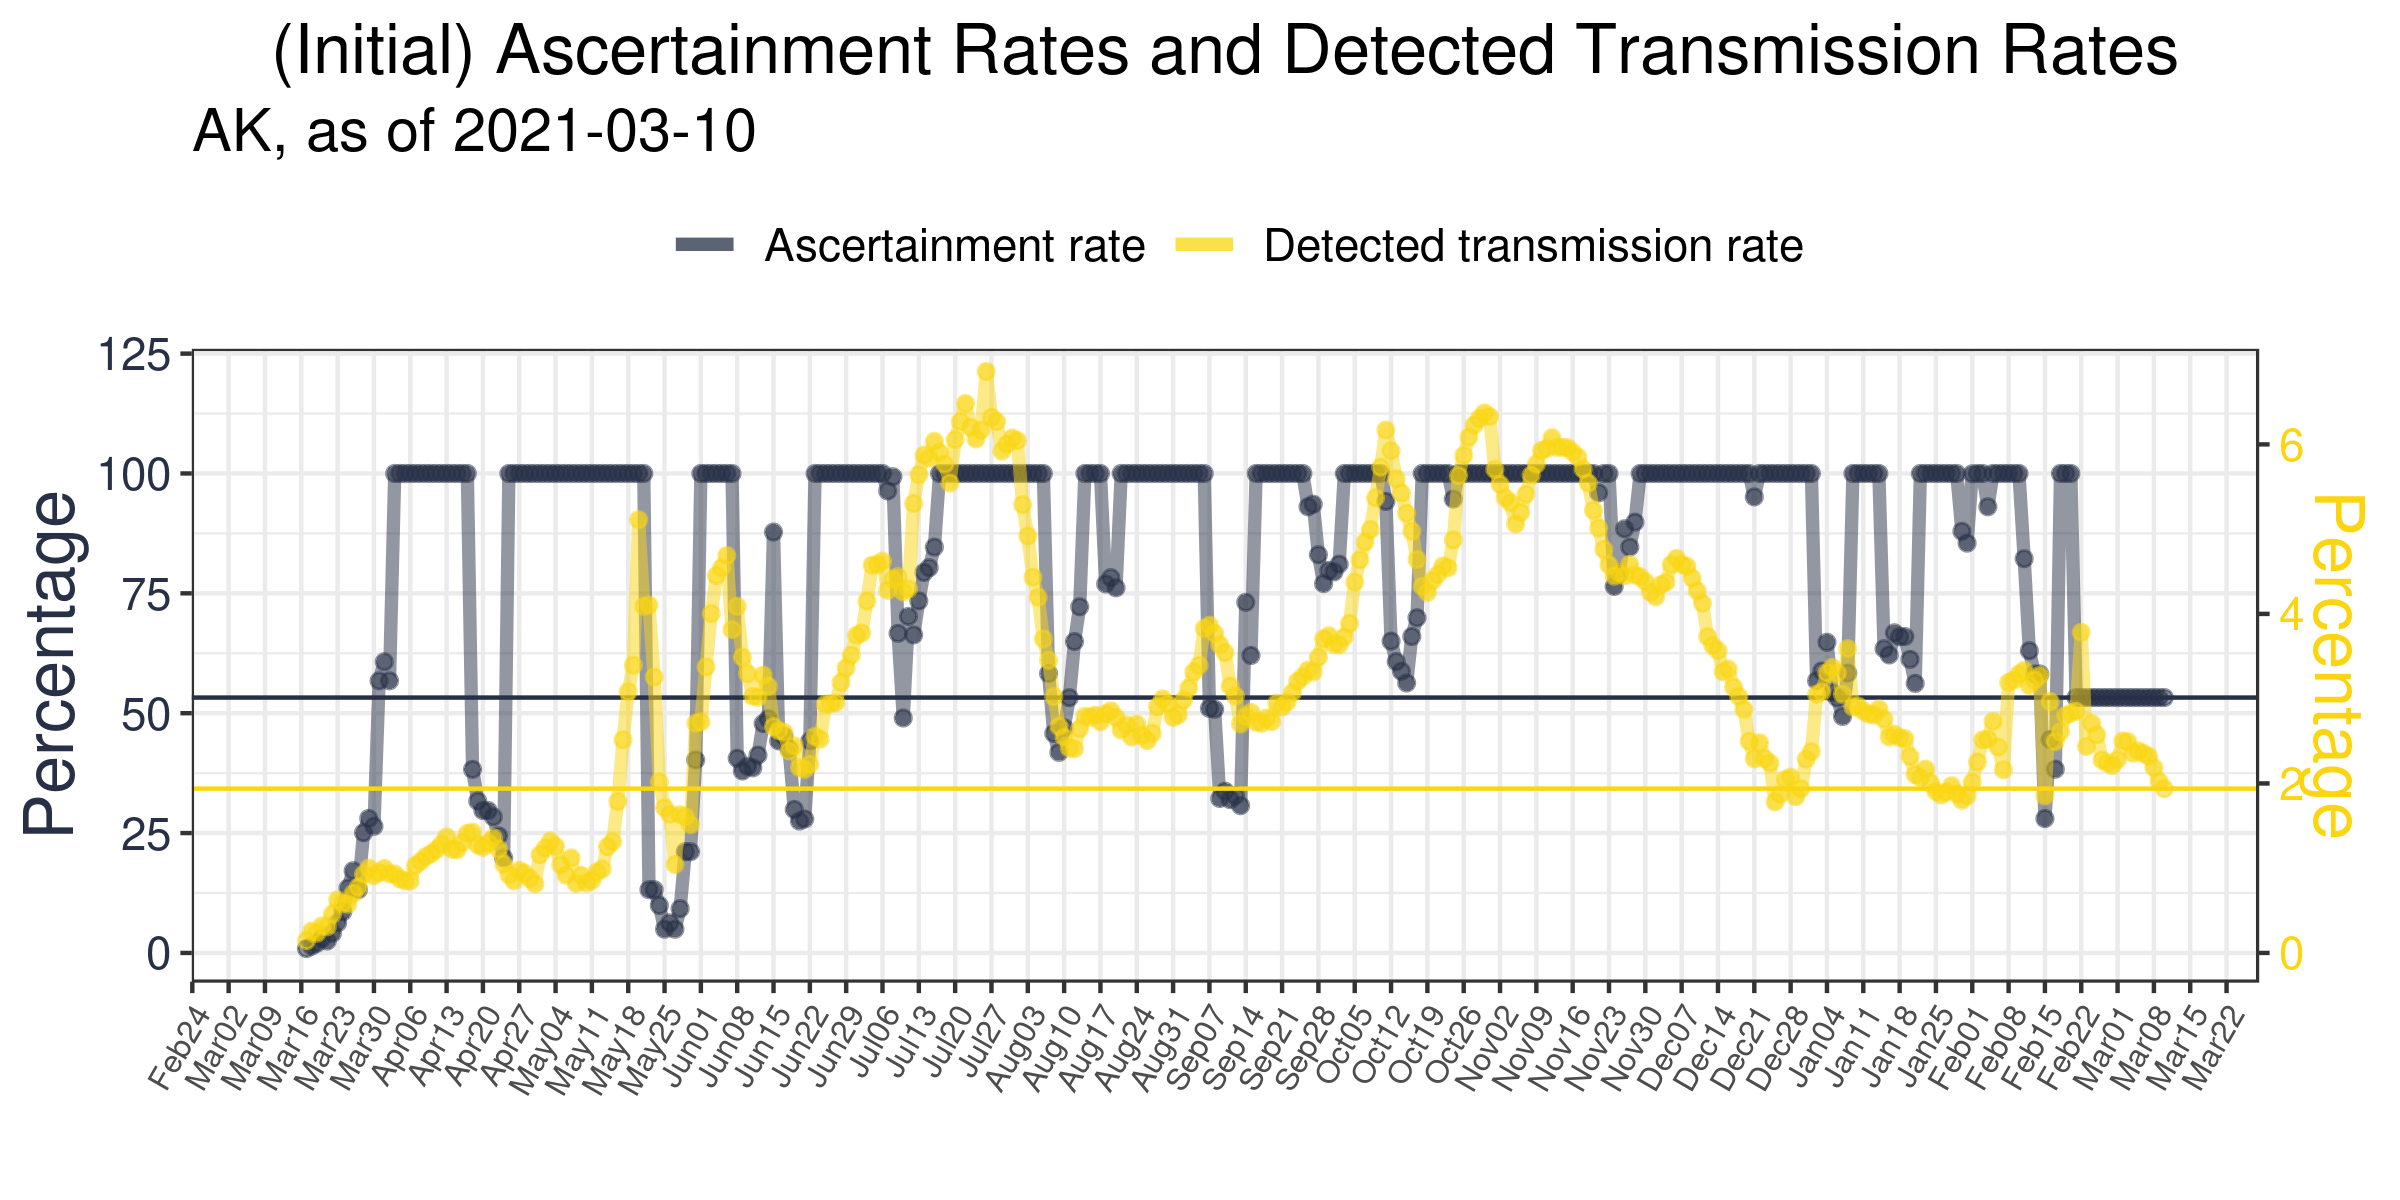 (Initial) Ascertainment Rates and Detected Transmission Rates
AK, as of 2021-03-10
Ascertainment rate
Detected transmission rate
Percentage
125
100
75
50
25
0
6
4
2
0
Percentage
Feb24
Mar02
Mar09
Mar16
Mar23
Mar30
Apr06
Apr13
Apr20
Apr27
May04
May11
May18
May25
Jun01
Jun08
Jun15
Jun22
Jun29
Jul06
Jul13
Jul20
Jul27
Aug03
Aug10
Aug17
Aug24
Aug31
Sep07
Sep14
Sep21
Sep28
Oct05
Oct12
Oct19
Oct26
Nov02
Nov09
Nov16
Nov23
Nov30
Dec07
Dec14
Dec21
Dec28
Jan04
Jan11
Jan18
Jan25
Feb01
Feb08
Feb15
Feb22
Mar01
Mar08
Mar15
Mar22